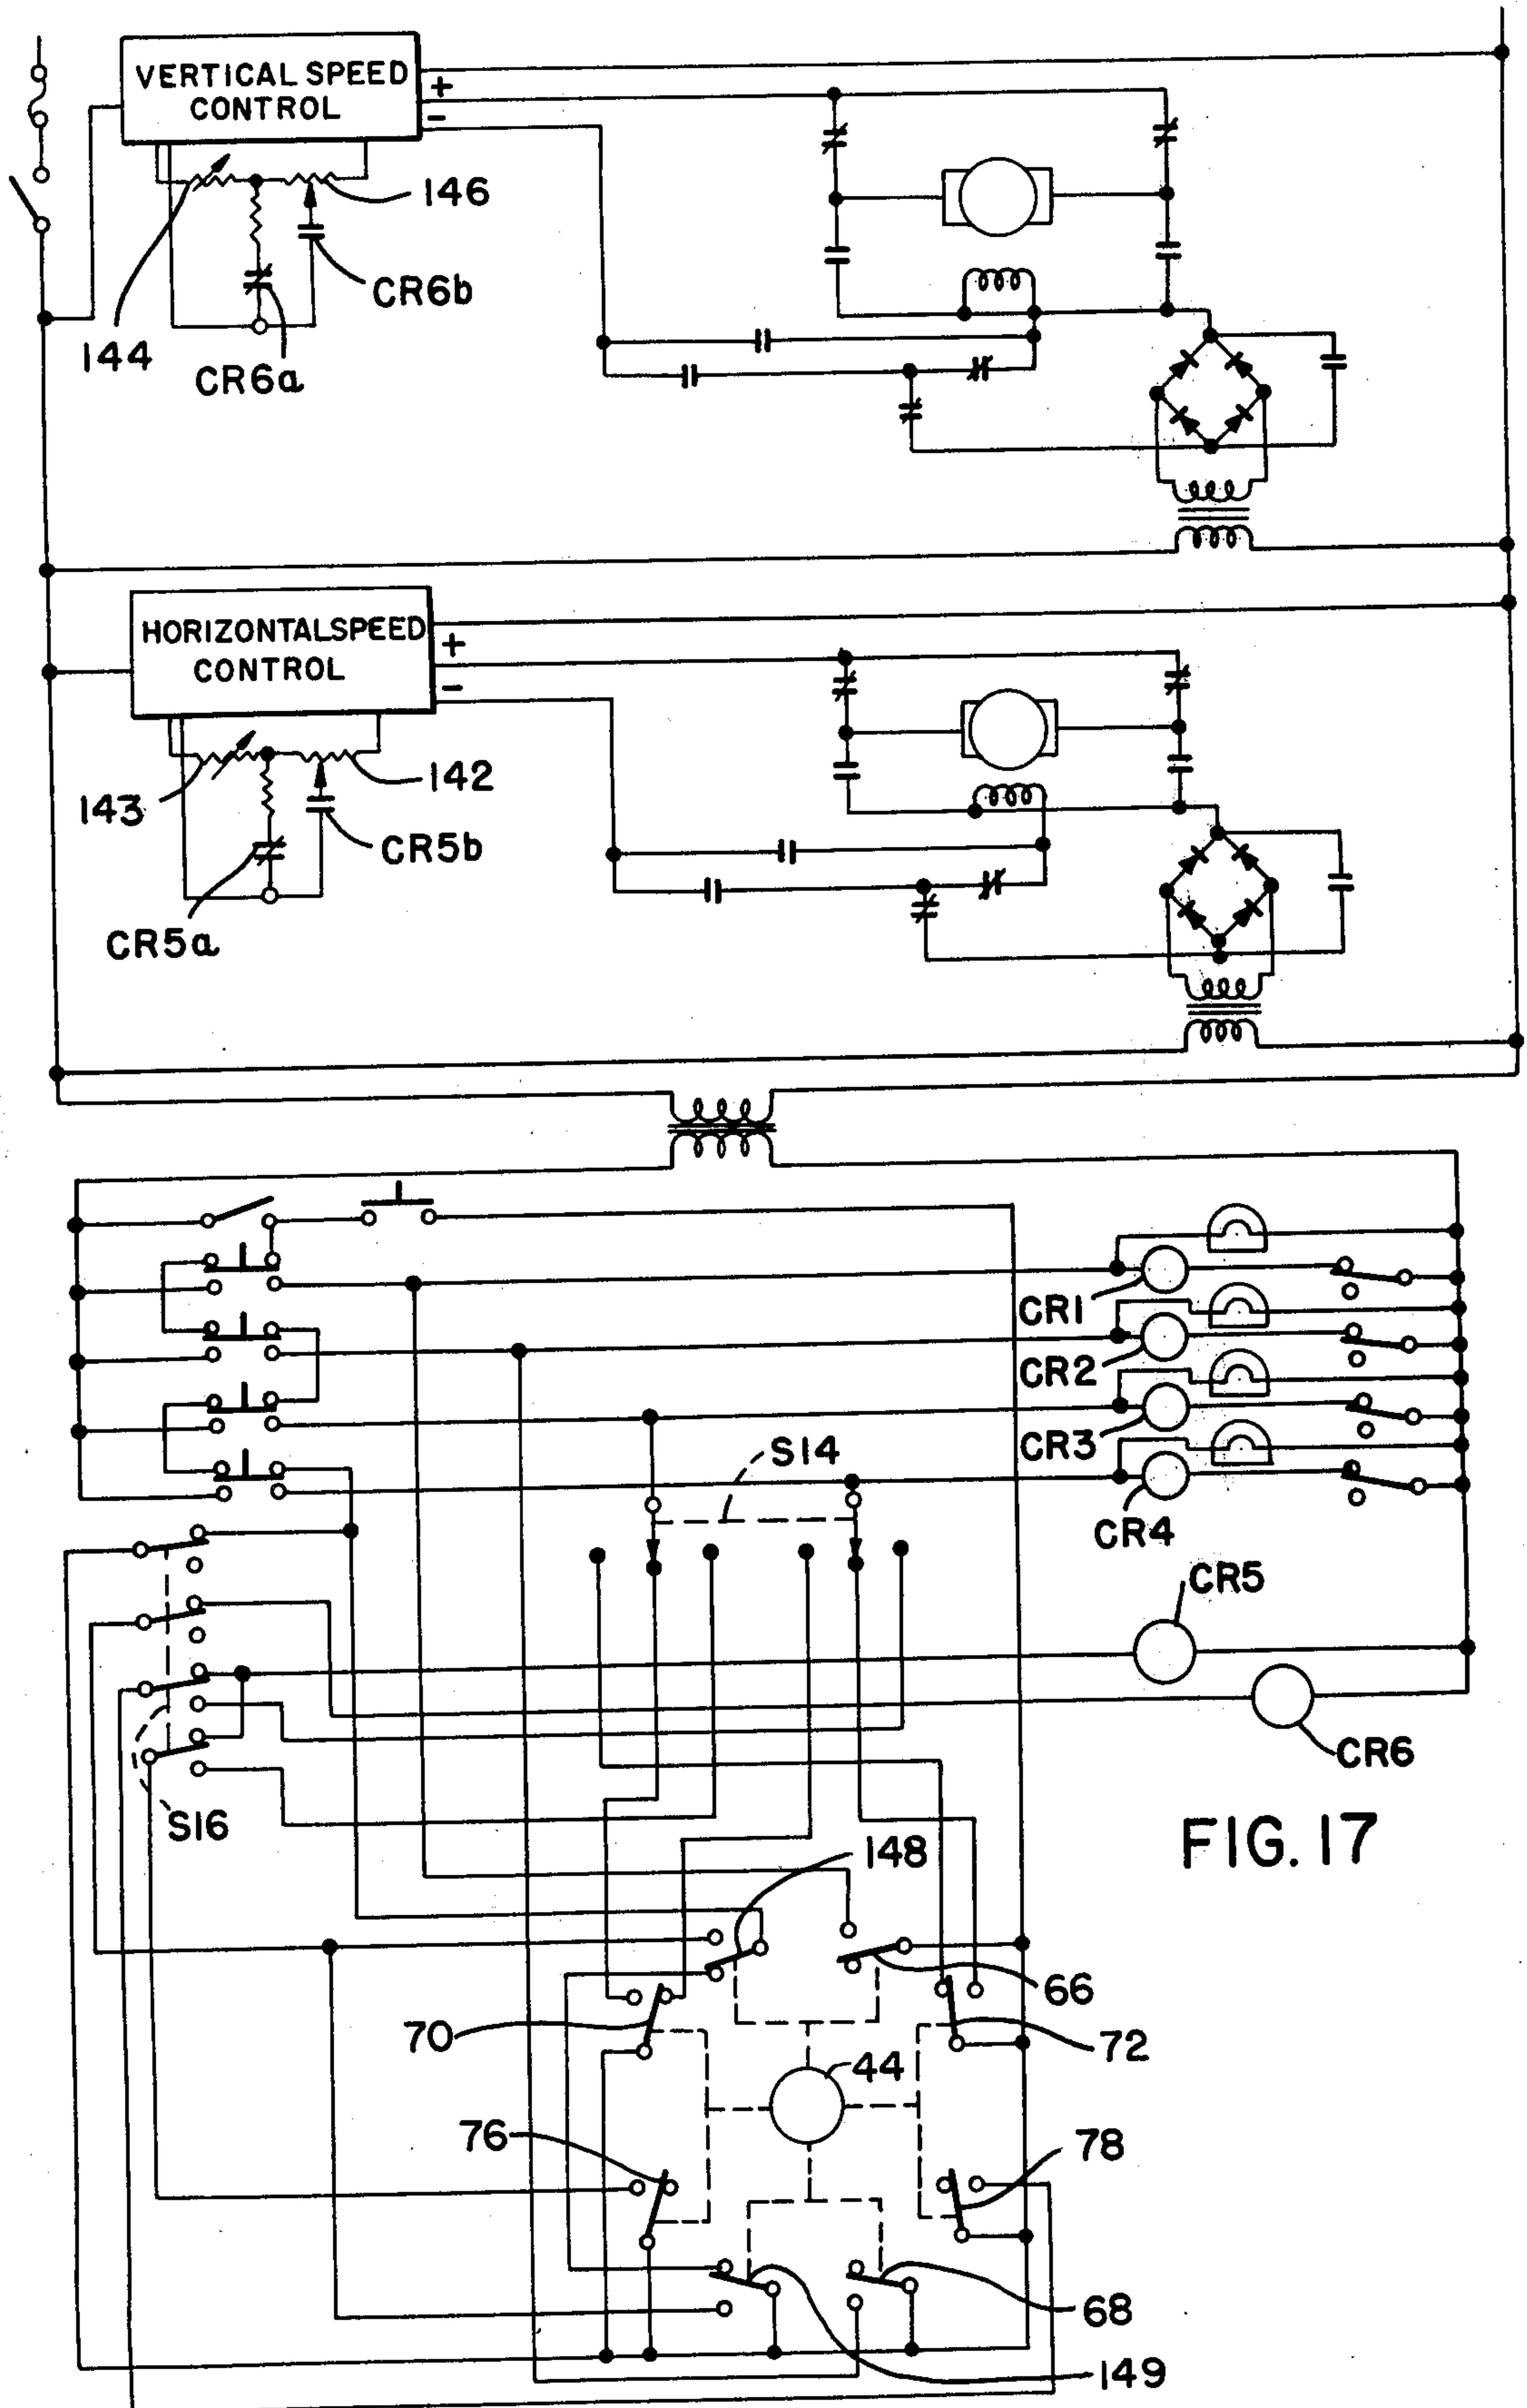 VERTICAL SPEED
CONTROL
+
-
146
CR6b
144
CR6a
HORIZONTALSPEED
CONTROL
+
-
142
143
CR5b
CR5a
CR1
CR2
CR3
S14
CR4
CR5
CR6
S16
FIG. 17
148
66
70
72
44
76
78
68
149